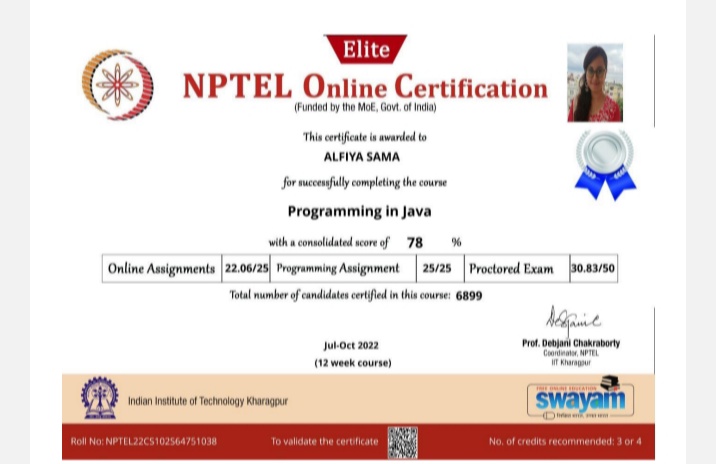 Elite
NPTEL Online Certification
(Funded by the MoE, Govt. of India)
This certificate is awarded to
ALFIYA SAMA
for successfully completing the course
Programming in Java
with a consolidated score of 78 %
Online Assignments 22.06/25 Programming Assignment 25/25 Proctored Exam 30.83/50
Total number of candidates certified in this course: 6899
Jul-Oct 2022
(12 week course)
Prof. Debjani Chakraborty
Coordinator, NPTEL
IIT Kharagpur
Indian Institute of Technology Kharagpur
FREE ONLINE EDUCATION
swayam
Roll No: NPTEL22CS102S64751038
To validate the certificate
No. of credits recommended: 3 or 4